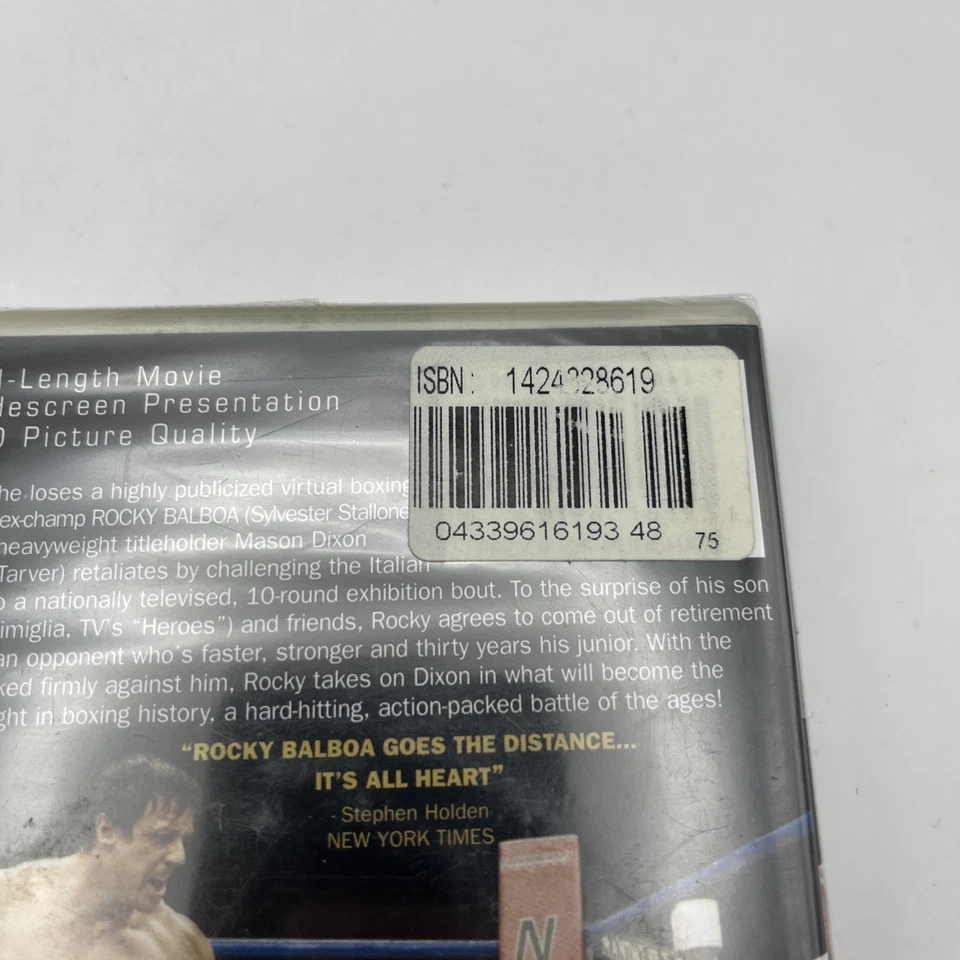 -Length Movie
descreen Presentation
Picture Quality
ISBN:
04339616193 48
75
he loses a highly publicized virtual boxing
ex-champ ROCKY BALBOA (Sylvester Stallone
heavyweight titleholder Mason Dixon
Tarver) retaliates by challenging the Italian
a nationally televised, 10-round exhibition bout. To the surprise of his son
imiglia, TV's "Heroes") and friends, Rocky agrees to come out of retirement
an opponent who's faster, stronger and thirty years his junior. With the
ked firmly against him, Rocky takes on Dixon in what will become the
ght in boxing history, a hard-hitting, action-packed battle of the ages!
"ROCKY BALBOA GOES THE DISTANCE...
IT'S ALL HEART"
- Stephen Holden
NEW YORK TIMES
N